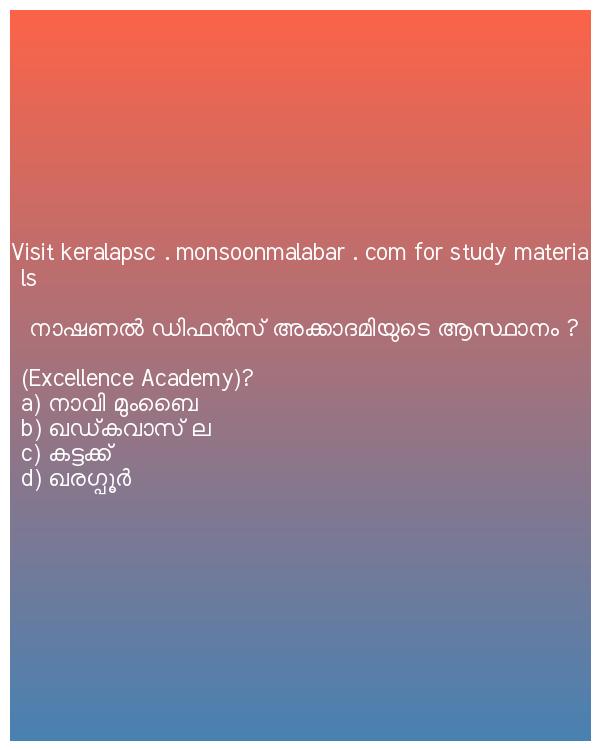 Visit keralapsc . monsoonmalabar . com for study materia
ls
നാഷണൽ ഡിഫൻസ് അക്കാദമിയുടെ ആസ്ഥാനം ?
(Excellence Academy)?
a) നാവി മുംബൈ
b) ഖഡ്കവാസ് ല
c) കട്ടക്ക്
d) ഖരഗ്പൂർ